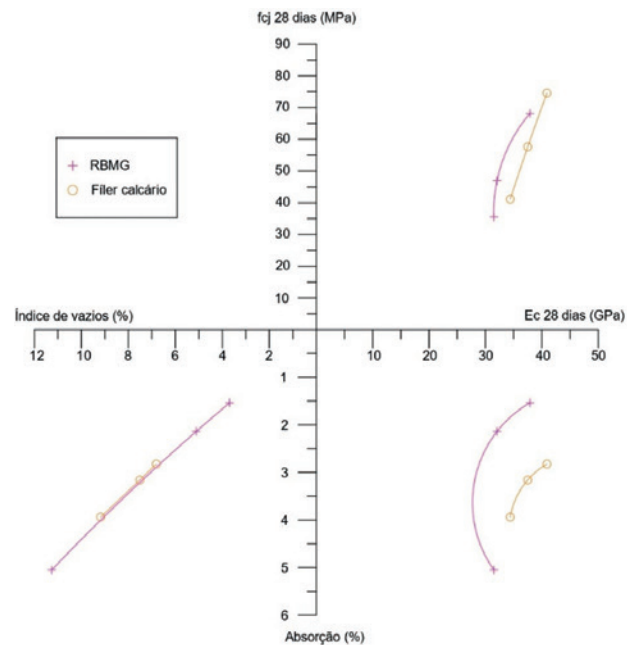 fcj 28 dias (MPa)
90
80
70
60
50
40
30
20
10
RBMG
Fíler calcário
Índice de vazios (%)
Ec 28 dias (GPa)
12 10 8 6 4 2
10 20 30 40 50
1
2
3
4
5
6
Absorção (%)